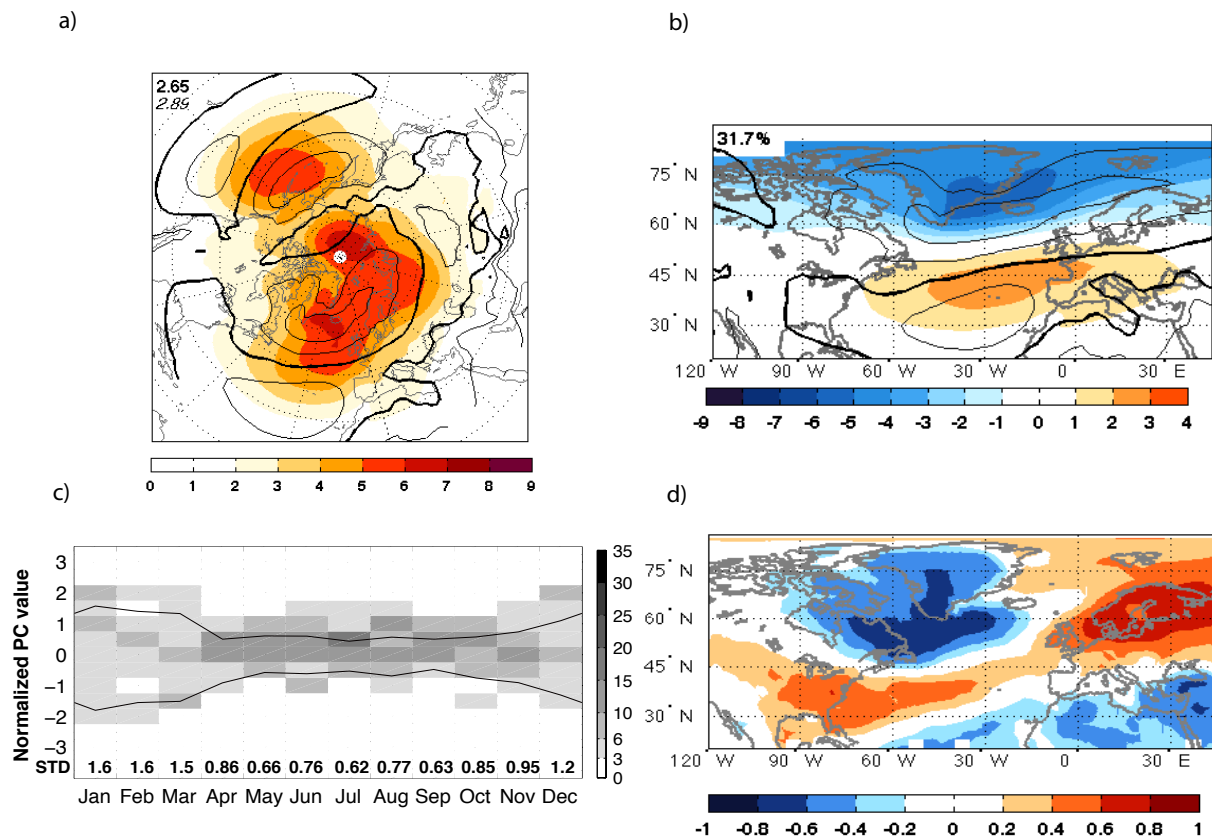 a)
2.65
2.89
0 1 2 3 4 5 6 7 8 9
b)
31.7%
75° N
60° N
45° N
30° N
120 W 90 W 60 W 30 W 0 30 E
-9 -8 -7 -6 -5 -4 -3 -2 -1 0 1 2 3 4
c)
Normalized PC value
3
2
1
0
−1
−2
−3
STD 1.6 1.6 1.5 0.86 0.66 0.76 0.62 0.77 0.63 0.85 0.95 1.2
Jan Feb Mar Apr May Jun Jul Aug Sep Oct Nov Dec
35
30
25
20
15
10
6
3
0
d)
75° N
60° N
45° N
30° N
120 W 90 W 60 W 30 W 0 30 E
-1 -0.8 -0.6 -0.4 -0.2 0 0.2 0.4 0.6 0.8 1